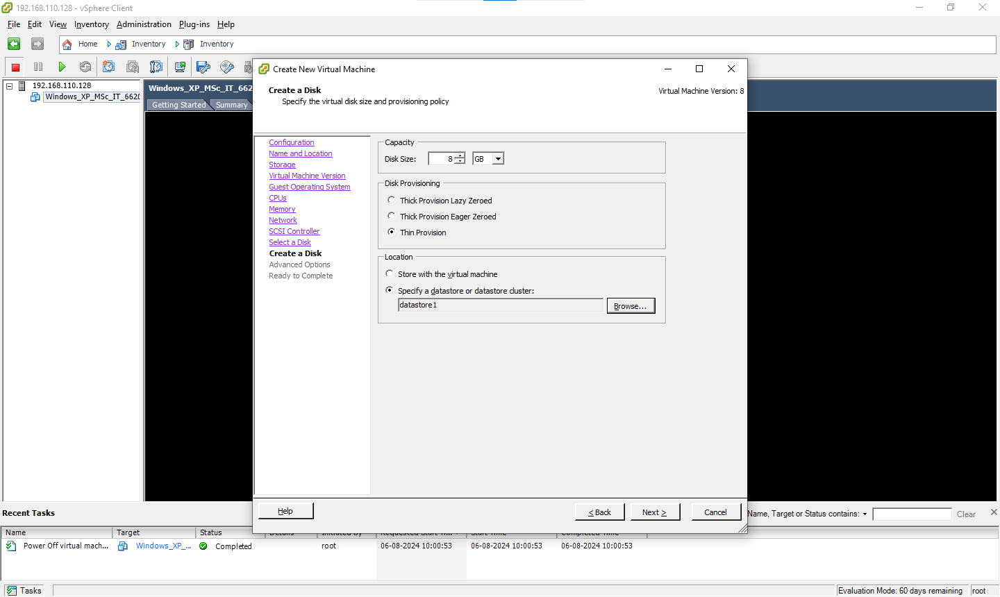 192.168.110.128 - vSphere Client
File Edit View Inventory Administration Plug-ins Help
Home Inventory Inventory
192.168.110.128
Windows_XP_MSc_IT_6620
Windows_XP_MSc_IT_662
Getting Started Summary
Create New Virtual Machine
Create a Disk
Specify the virtual disk size and provisioning policy
Virtual Machine Version: 8
Configuration
Name and Location
Storage
Virtual Machine Version
Guest Operating System
CPUs
Memory
Network
SCSI Controller
Select a Disk
Create a Disk
Advanced Options
Ready to Complete
Capacity
Disk Size: 8 GB
Disk Provisioning
Thick Provision Lazy Zeroed
Thick Provision Eager Zeroed
Thin Provision
Location
Store with the virtual machine
Specify a datastore or datastore cluster:
datastore1 Browse...
Help < Back Next > Cancel
Recent Tasks
Name, Target or Status contains: Clear
Name Target Status Details Initiated By Requested Start Ti... Start Time Completed Time
Power Off virtual mach... Windows_XP_... Completed root 06-08-2024 10:00:53 06-08-2024 10:00:53 06-08-2024 10:00:53
Tasks Evaluation Mode: 60 days remaining root